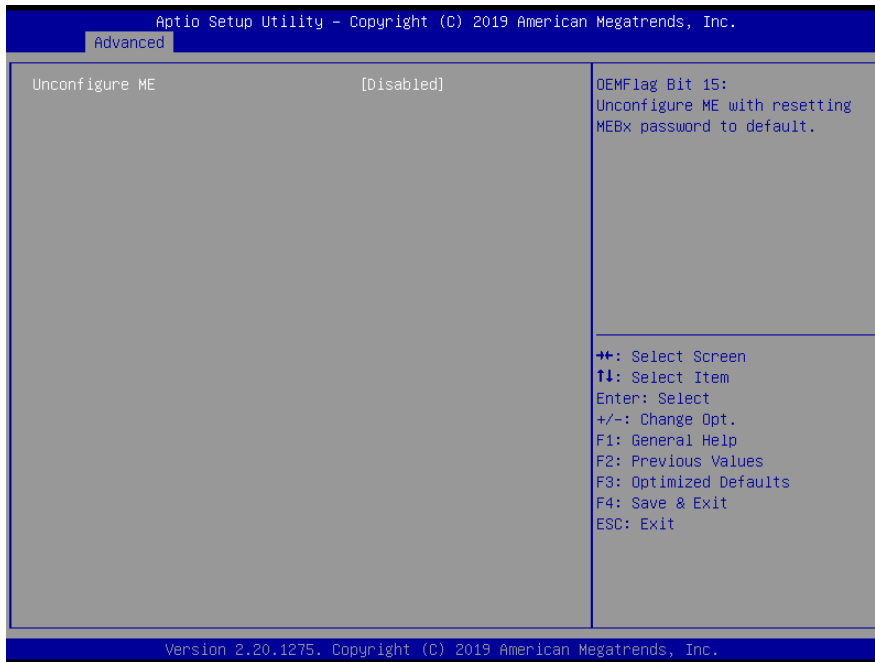 Aptio Setup Utility – Copyright (C) 2019 American Megatrends, Inc.
Advanced
Unconfigure ME [Disabled]
OEMFlag Bit 15:
Unconfigure ME with resetting
MEBx password to default.
→←: Select Screen
↑↓: Select Item
Enter: Select
+/-: Change Opt.
F1: General Help
F2: Previous Values
F3: Optimized Defaults
F4: Save & Exit
ESC: Exit
Version 2.20.1275. Copyright (C) 2019 American Megatrends, Inc.